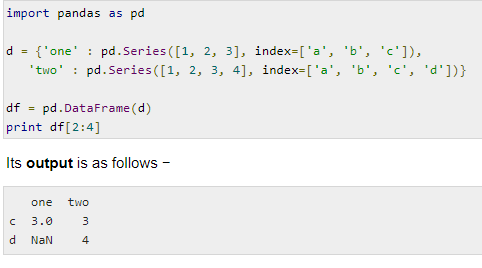 import pandas as pd
d = {'one' : pd.Series([1, 2, 3], index=['a', 'b', 'c']),
   'two' : pd.Series([1, 2, 3, 4], index=['a', 'b', 'c', 'd'])}
df = pd.DataFrame(d)
print df[2:4]
Its output is as follows −
   one  two
c  3.0    3
d  NaN    4